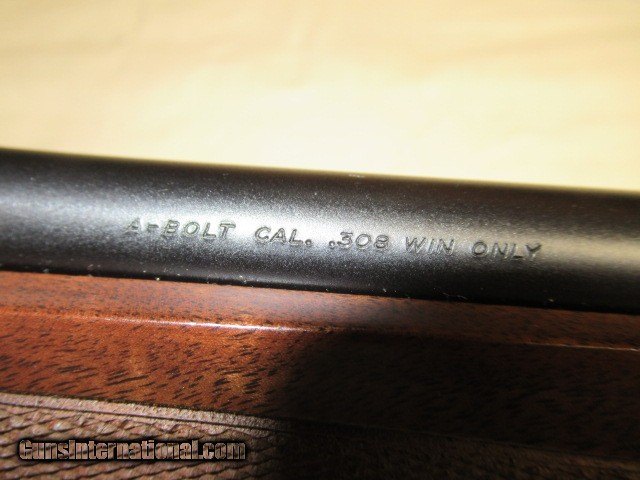 A-BOLT CAL. .308 WIN ONLY
GunsInternational.com